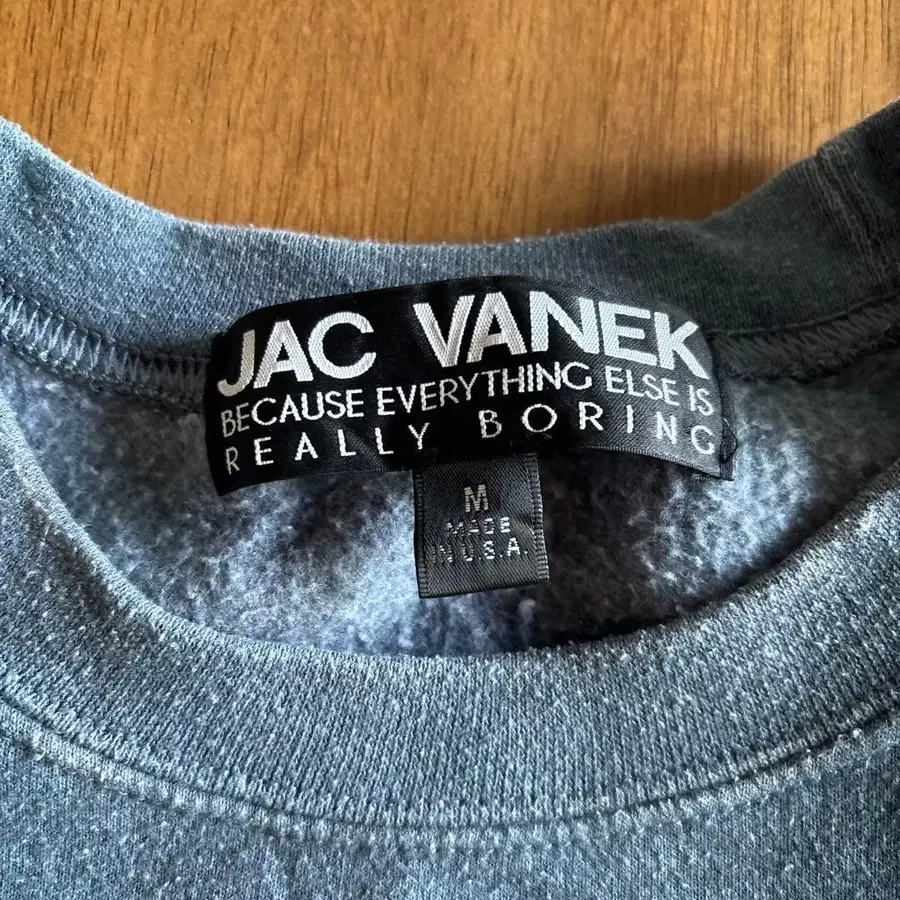 JAC VANEK
BECAUSE EVERYTHING ELSE IS
REALLY BORING
M
MADE
IN U.S.A.